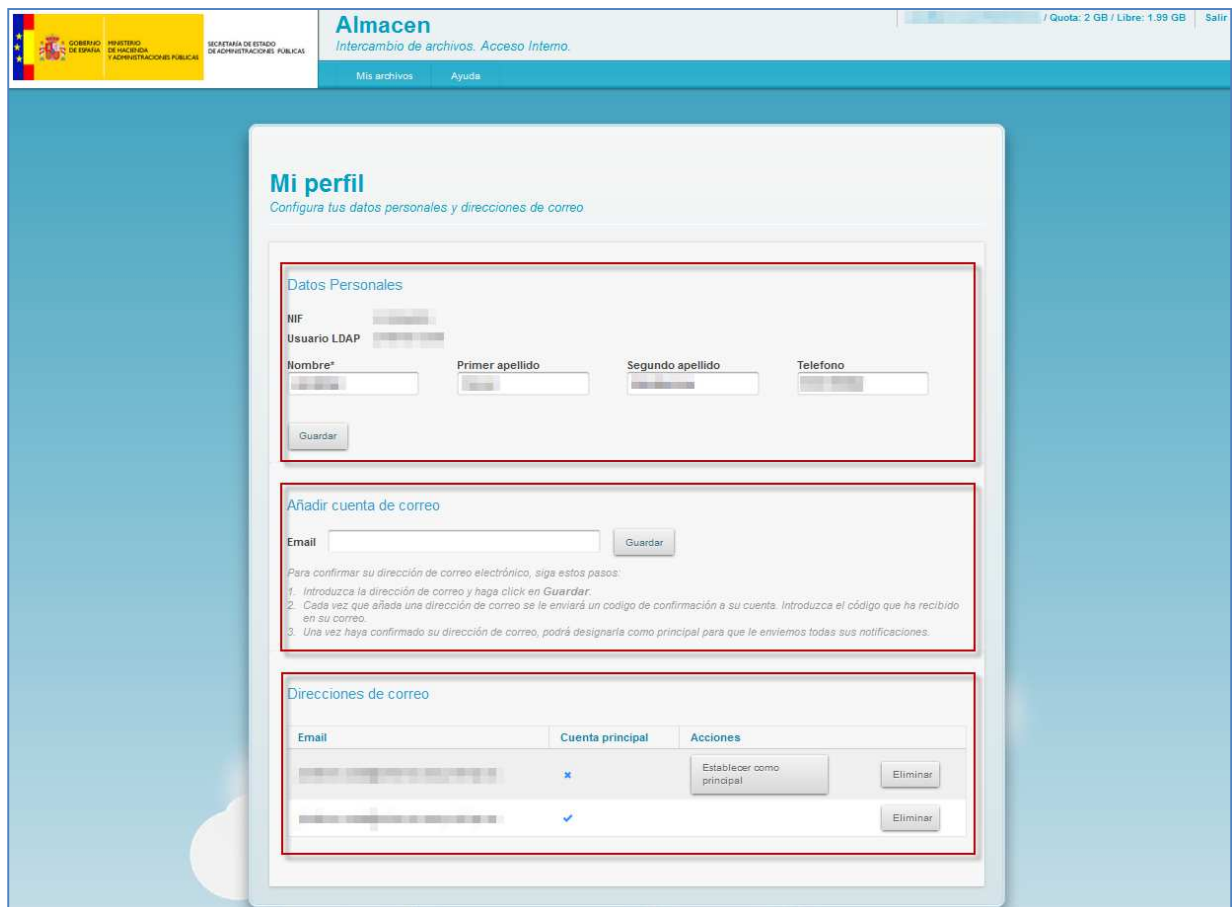 GOBIERNO DE ESPAÑA
MINISTERIO DE HACIENDA Y ADMINISTRACIONES PÚBLICAS
SECRETARÍA DE ESTADO DE ADMINISTRACIONES PÚBLICAS
Almacen
/ Quota: 2 GB / Libre: 1.99 GB Salir
Intercambio de archivos. Acceso Interno.
Mis archivos Ayuda
Mi perfil
Configura tus datos personales y direcciones de correo
Datos Personales
NIF
Usuario LDAP
Nombre* Primer apellido Segundo apellido Telefono
Guardar
Añadir cuenta de correo
Email Guardar
Para confirmar su dirección de correo electrónico, siga estos pasos:
1. Introduzca la dirección de correo y haga click en Guardar.
2. Cada vez que añada una dirección de correo se le enviará un codigo de confirmación a su cuenta. Introduzca el código que ha recibido
en su correo.
3. Una vez haya confirmado su dirección de correo, podrá designarla como principal para que le enviemos todas sus notificaciones.
Direcciones de correo
Email Cuenta principal Acciones
Establecer como
principal
Eliminar
Eliminar